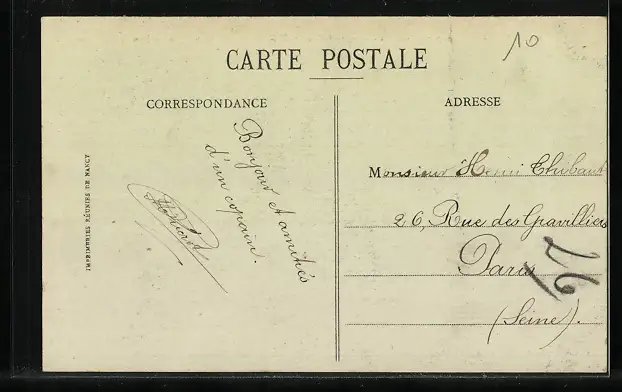 10
CARTE POSTALE
CORRESPONDANCE
ADRESSE
Bonjour et amitiés
d'un copain.
IMPRIMERIES RÉUNIES DE NANCY
Monsieur Henri Thibaut
26, Rue des Gravilliers
Paris
26
(Seine).